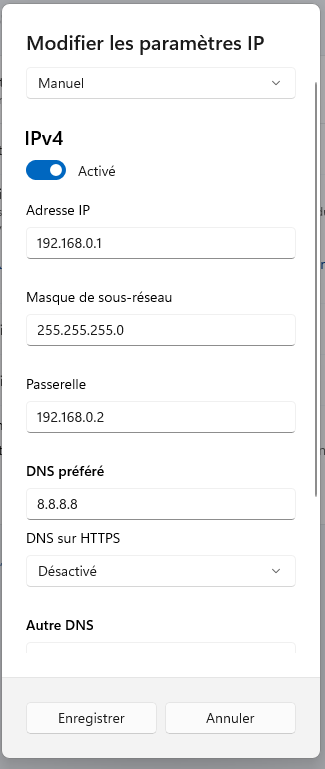 Modifier les paramètres IP
Manuel
IPv4
Activé
Adresse IP
192.168.0.1
Masque de sous-réseau
255.255.255.0
Passerelle
192.168.0.2
DNS préféré
8.8.8.8
DNS sur HTTPS
Désactivé
Autre DNS
Enregistrer
Annuler